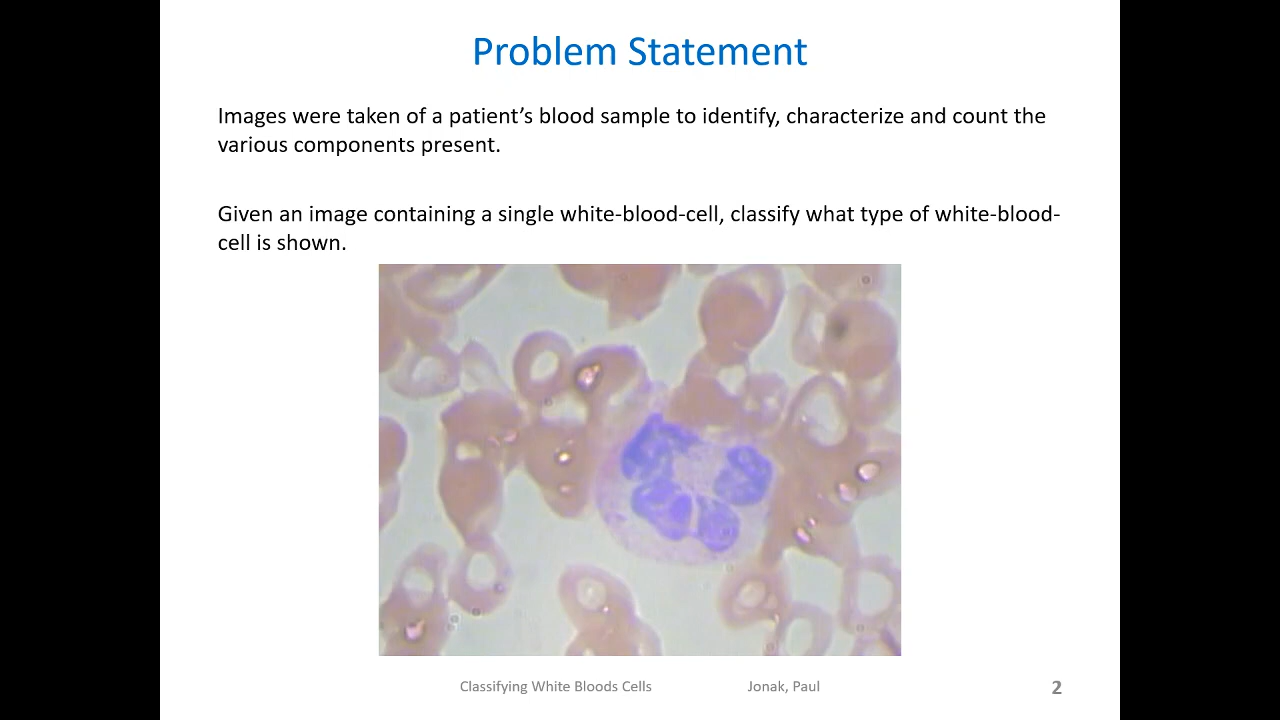 Problem Statement
Images were taken of a patient’s blood sample to identify, characterize and count the
various components present.
Given an image containing a single white-blood-cell, classify what type of white-blood-
cell is shown.
Classifying White Bloods Cells
Jonak, Paul
2